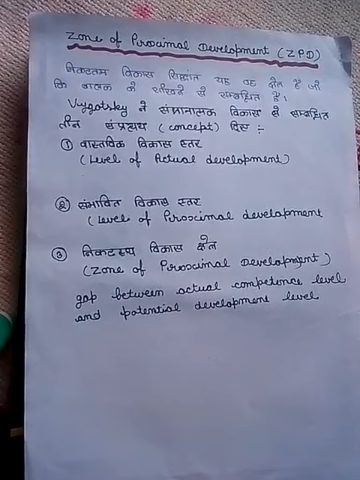 Zone of Proximal Development (ZPD)
निकटतम विकास सिद्धांत यह वह क्षेत्र है जो
कि बालक के सीखने से सम्बन्धित है।
Vygotsky ने संज्ञानात्मक विकास से सम्बन्धित
तीन संप्रत्यय (concept) दिए :-
① वास्तविक विकास स्तर
(Level of Actual development)
② संभावित विकास स्तर
(Level of Proximal development
③ विकास क्षेत्र
(Zone of Proximal Development)
gap between actual competence level
and potential development level